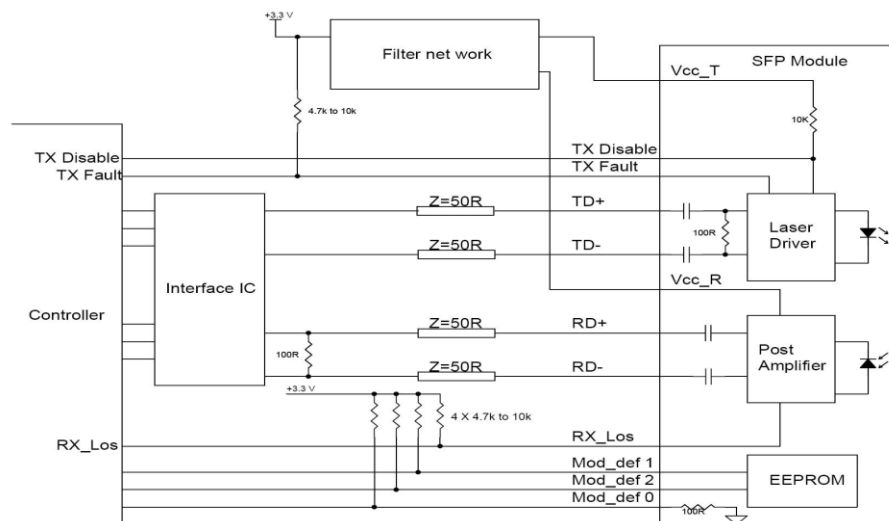 +3.3 V
Filter net work
SFP Module
Vcc_T
4.7k to 10k
10K
TX Disable
TX Disable
TX Fault
TX Fault
Z=50R
TD+
100R
Laser
Driver
Z=50R
TD-
Interface IC
Vcc_R
Controller
Z=50R
RD+
100R
Post
Amplifier
Z=50R
RD-
+3.3 V
4 X 4.7k to 10k
RX_Los
RX_Los
Mod_def 1
Mod_def 2
EEPROM
Mod_def 0
100R